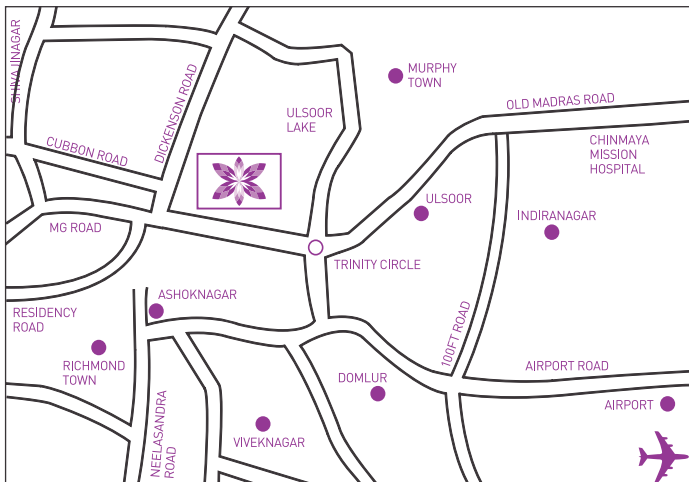 SHIVAJINAGAR
MURPHY
TOWN
DICKENSON ROAD
OLD MADRAS ROAD
ULSOOR
LAKE
CUBBON ROAD
CHINMAYA
MISSION
HOSPITAL
ULSOOR
INDIRANAGAR
MG ROAD
TRINITY CIRCLE
ASHOKNAGAR
RESIDENCY
ROAD
100FT ROAD
RICHMOND
TOWN
AIRPORT ROAD
DOMLUR
AIRPORT
NEELASANDRA
ROAD
VIVEKNAGAR